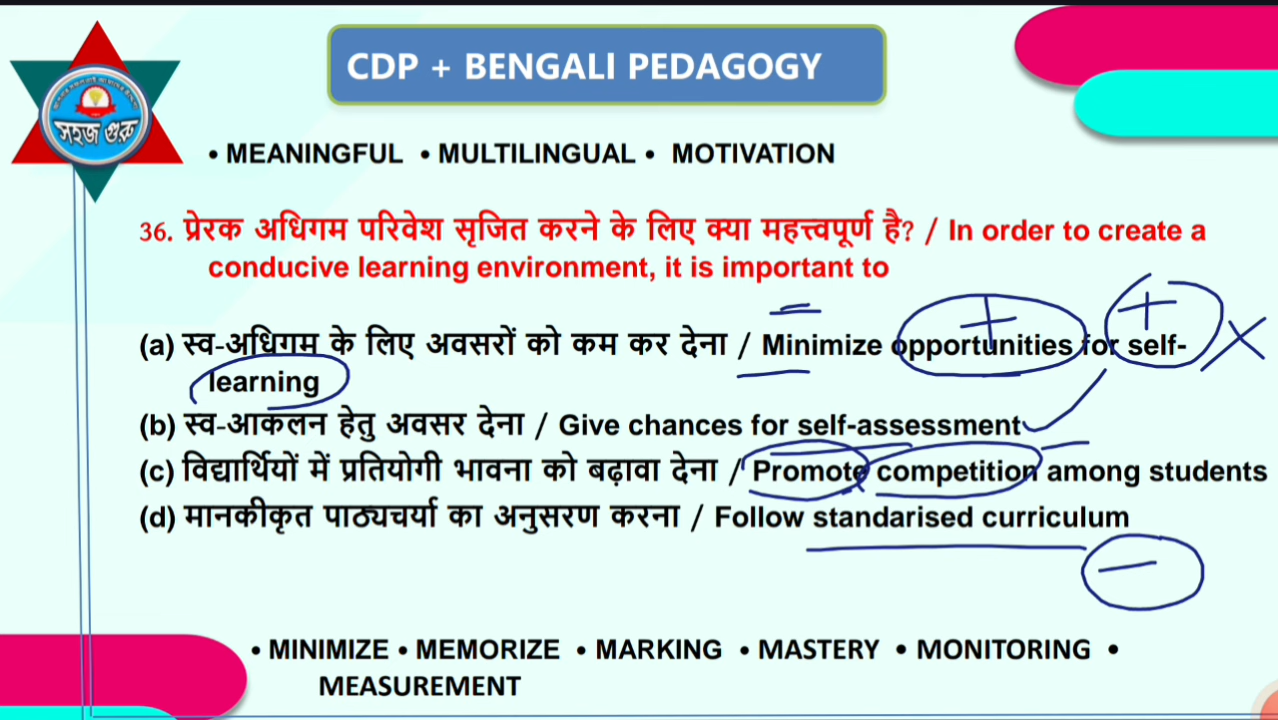 CDP + BENGALI PEDAGOGY
সহজ গুরু
• MEANINGFUL • MULTILINGUAL • MOTIVATION
36. प्रेरक अधिगम परिवेश सृजित करने के लिए क्या महत्त्वपूर्ण है? / In order to create a
conducive learning environment, it is important to
(a) स्व-अधिगम के लिए अवसरों को कम कर देना / Minimize opportunities for self-
learning
(b) स्व-आकलन हेतु अवसर देना / Give chances for self-assessment
(c) विद्यार्थियों में प्रतियोगी भावना को बढ़ावा देना / Promote competition among students
(d) मानकीकृत पाठ्यचर्या का अनुसरण करना / Follow standarised curriculum
• MINIMIZE • MEMORIZE • MARKING • MASTERY • MONITORING •
MEASUREMENT